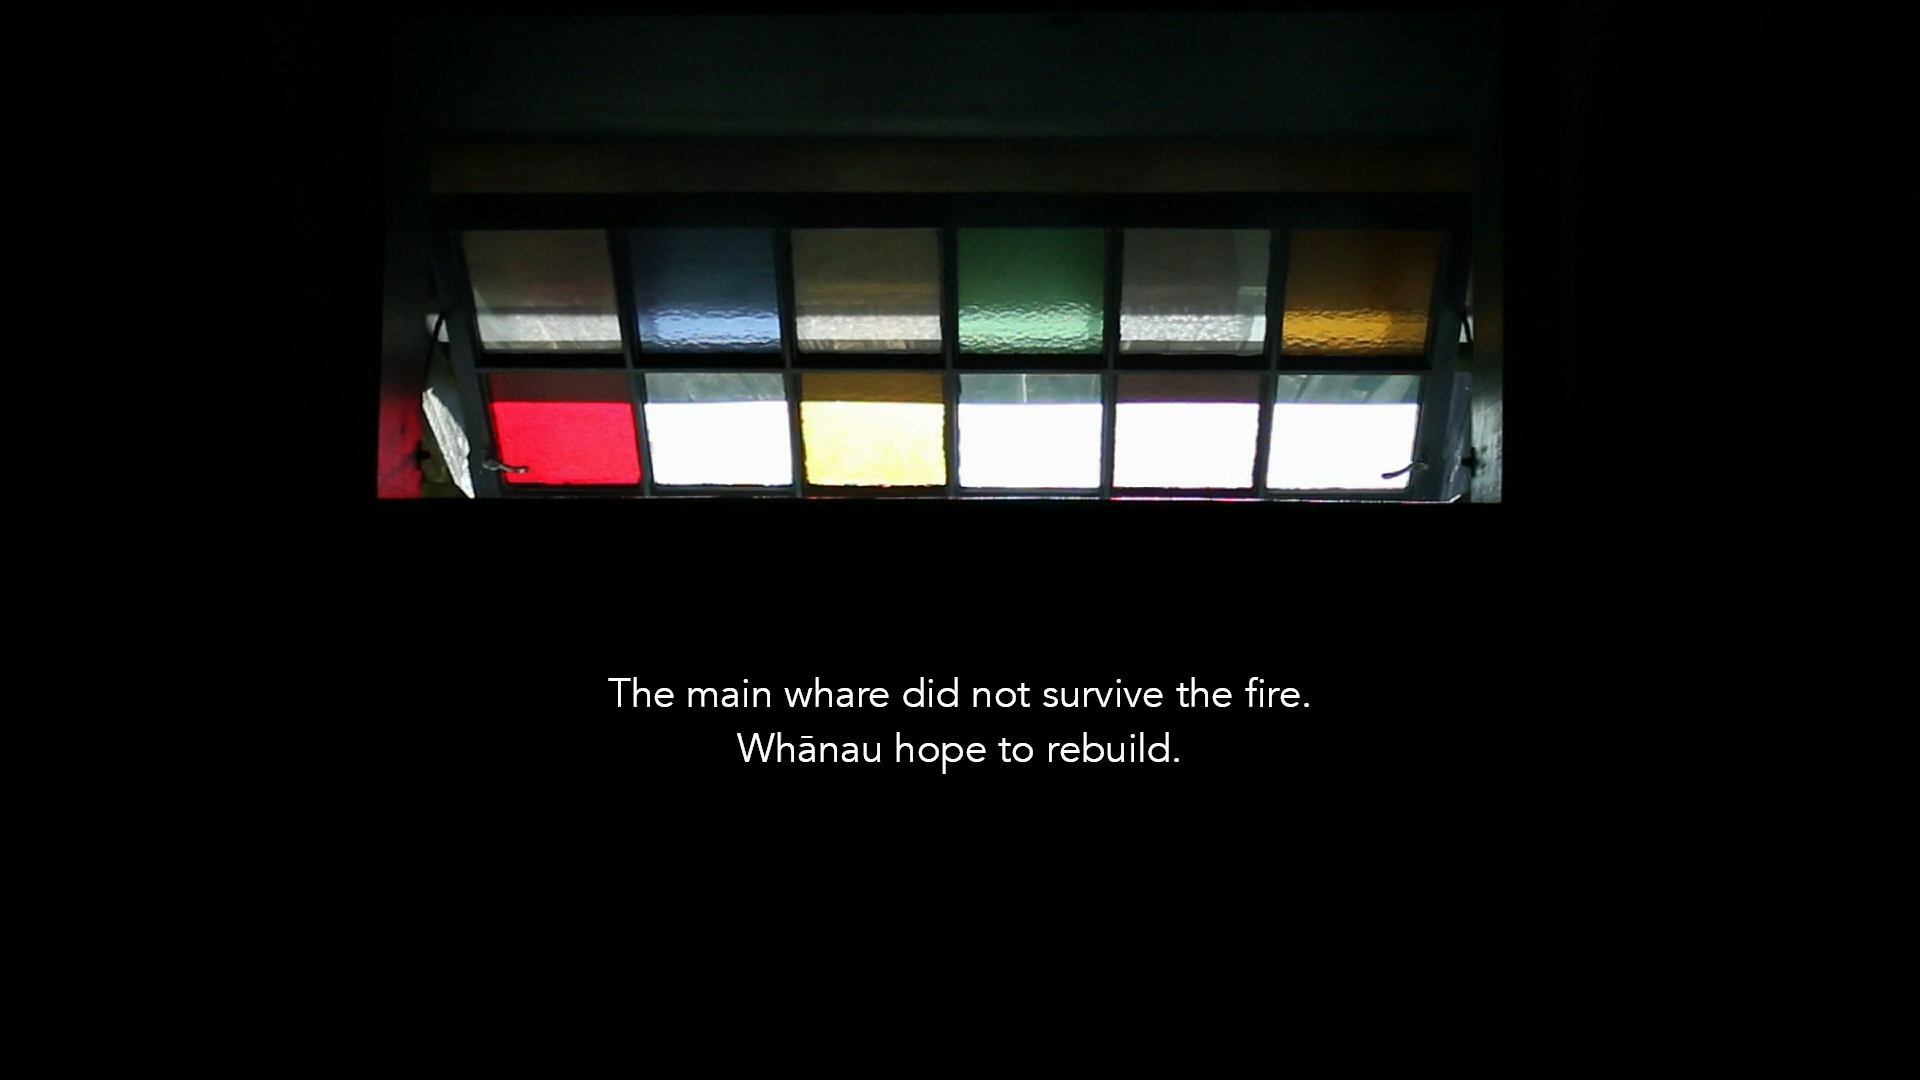 The main whare did not survive the fire.
Whānau hope to rebuild.